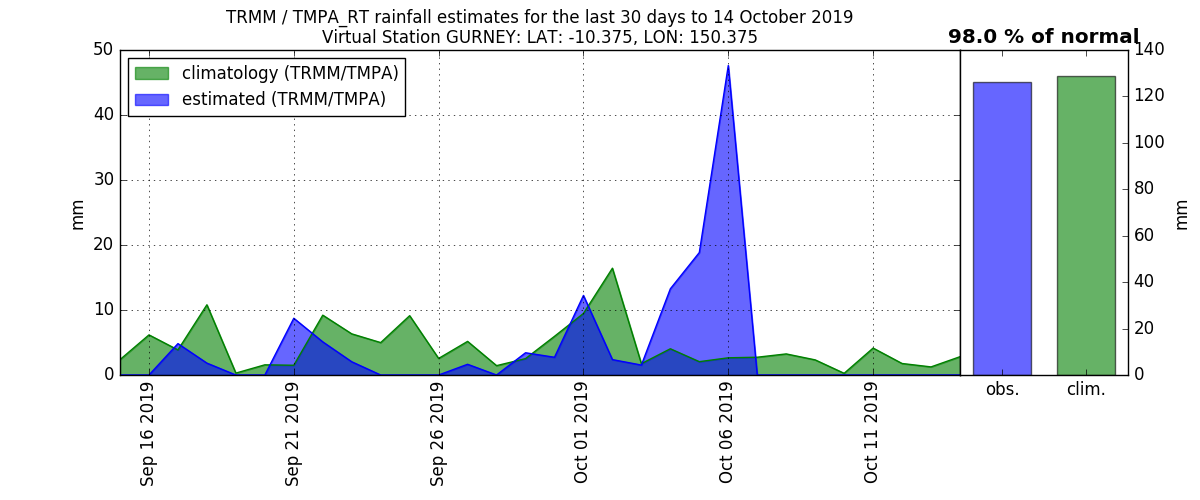 TRMM / TMPA_RT rainfall estimates for the last 30 days to 14 October 2019
Virtual Station GURNEY: LAT: -10.375, LON: 150.375
98.0 % of normal
climatology (TRMM/TMPA)
estimated (TRMM/TMPA)
50
40
30
20
10
0
mm
Sep 16 2019
Sep 21 2019
Sep 26 2019
Oct 01 2019
Oct 06 2019
Oct 11 2019
140
120
100
80
60
40
20
0
mm
obs.
clim.